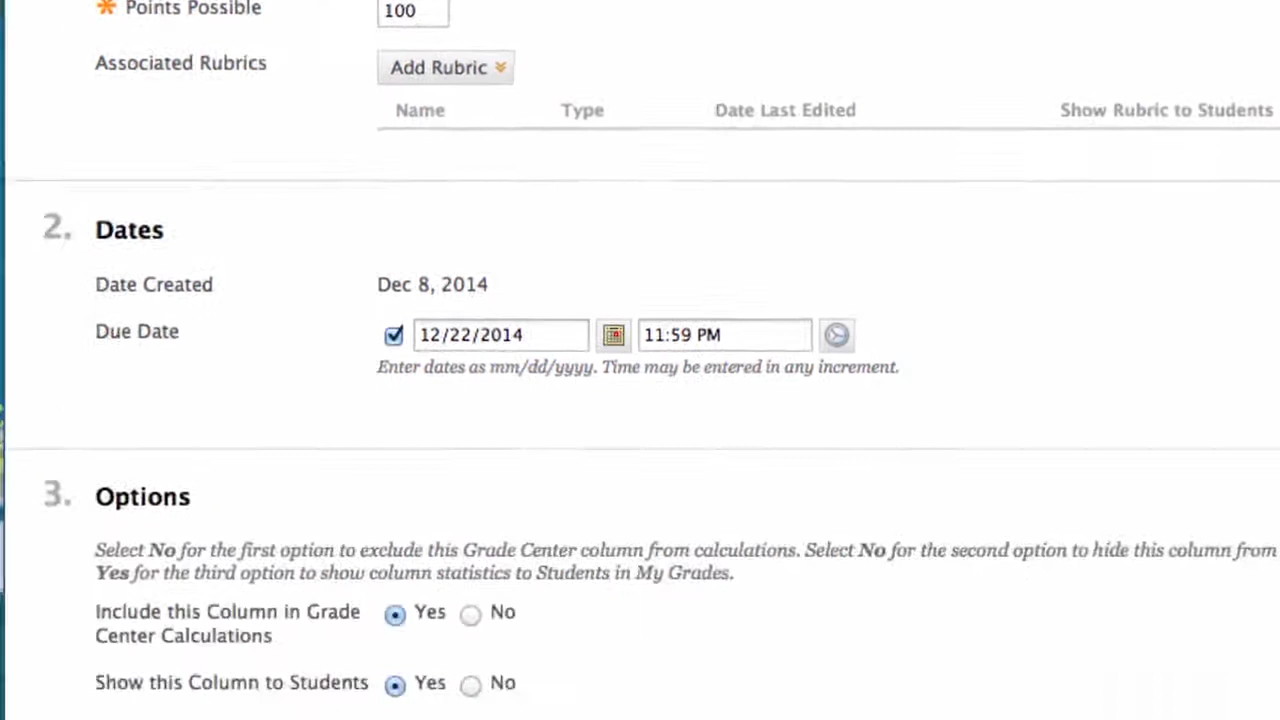 * Points Possible 100
Associated Rubrics Add Rubric
Name Type Date Last Edited Show Rubric to Students
2. Dates
Date Created Dec 8, 2014
Due Date 12/22/2014 11:59 PM
Enter dates as mm/dd/yyyy. Time may be entered in any increment.
3. Options
Select No for the first option to exclude this Grade Center column from calculations. Select No for the second option to hide this column from
Yes for the third option to show column statistics to Students in My Grades.
Include this Column in Grade Yes No
Center Calculations
Show this Column to Students Yes No